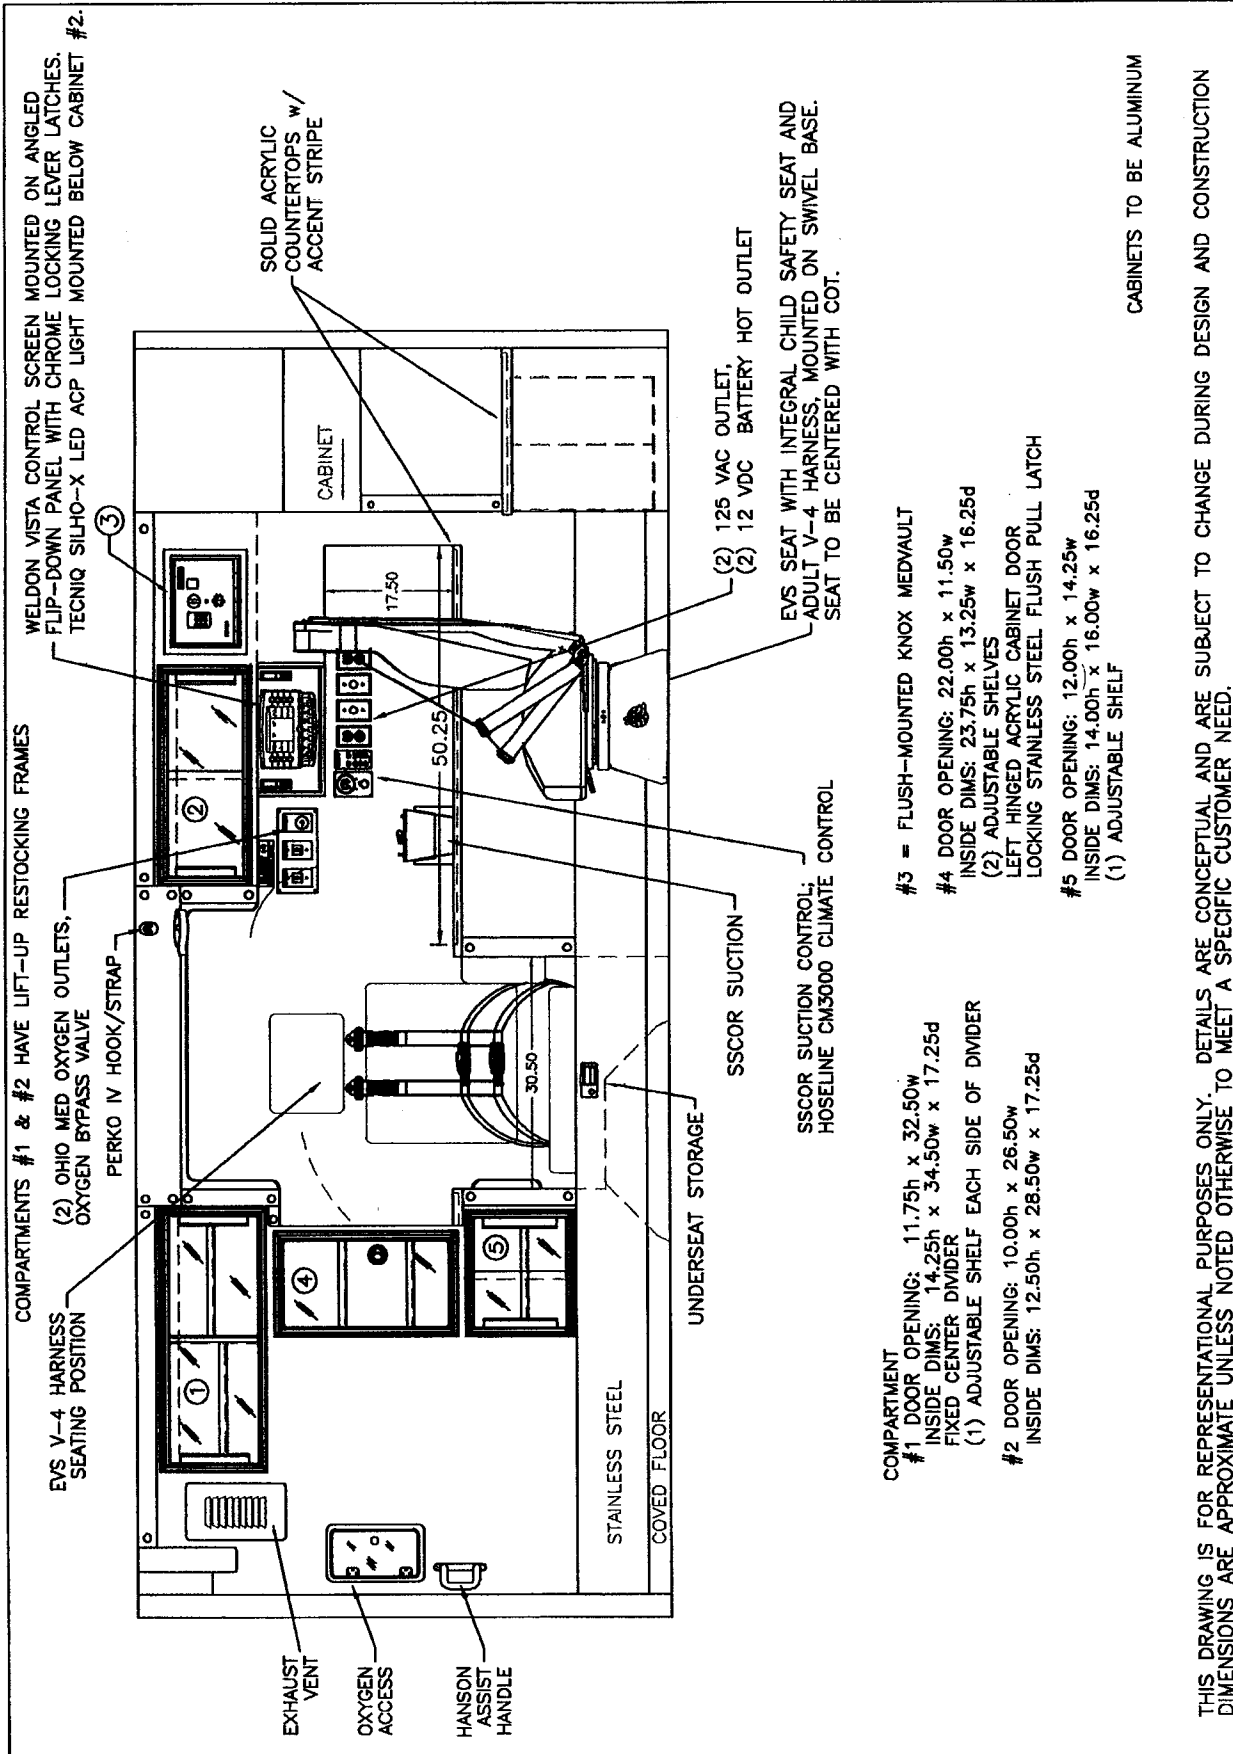 COMPARTMENTS #1 & #2 HAVE LIFT-UP RESTOCKING FRAMES
WELDON VISTA CONTROL SCREEN MOUNTED ON ANGLED
FLIP-DOWN PANEL WITH CHROME LOCKING LEVER LATCHES.
TECNIQ SILHO-X LED ACP LIGHT MOUNTED BELOW CABINET #2.
EVS V-4 HARNESS
SEATING POSITION
(2) OHIO MED OXYGEN OUTLETS,
OXYGEN BYPASS VALVE
PERKO IV HOOK/STRAP
3
SOLID ACRYLIC
COUNTERTOPS w/
ACCENT STRIPE
EXHAUST
VENT
OXYGEN
ACCESS
HANSON
ASSIST
HANDLE
1
2
4
5
CABINET
17.50
50.25
30.50
STAINLESS STEEL
COVED FLOOR
UNDERSEAT STORAGE
SSCOR SUCTION
SSCOR SUCTION CONTROL;
HOSELINE CM3000 CLIMATE CONTROL
(2) 125 VAC OUTLET,
(2) 12 VDC BATTERY HOT OUTLET
EVS SEAT WITH INTEGRAL CHILD SAFETY SEAT AND
ADULT V-4 HARNESS, MOUNTED ON SWIVEL BASE.
SEAT TO BE CENTERED WITH COT.
COMPARTMENT
#1 DOOR OPENING: 11.75h x 32.50w
INSIDE DIMS: 14.25h x 34.50w x 17.25d
FIXED CENTER DIVIDER
(1) ADJUSTABLE SHELF EACH SIDE OF DIVIDER
#2 DOOR OPENING: 10.00h x 26.50w
INSIDE DIMS: 12.50h x 28.50w x 17.25d
#3 = FLUSH-MOUNTED KNOX MEDVAULT
#4 DOOR OPENING: 22.00h x 11.50w
INSIDE DIMS: 23.75h x 13.25w x 16.25d
(2) ADJUSTABLE SHELVES
LEFT HINGED ACRYLIC CABINET DOOR
LOCKING STAINLESS STEEL FLUSH PULL LATCH
#5 DOOR OPENING: 12.00h x 14.25w
INSIDE DIMS: 14.00h x 16.00w x 16.25d
(1) ADJUSTABLE SHELF
CABINETS TO BE ALUMINUM
THIS DRAWING IS FOR REPRESENTATIONAL PURPOSES ONLY. DETAILS ARE CONCEPTUAL AND ARE SUBJECT TO CHANGE DURING DESIGN AND CONSTRUCTION
DIMENSIONS ARE APPROXIMATE UNLESS NOTED OTHERWISE TO MEET A SPECIFIC CUSTOMER NEED.